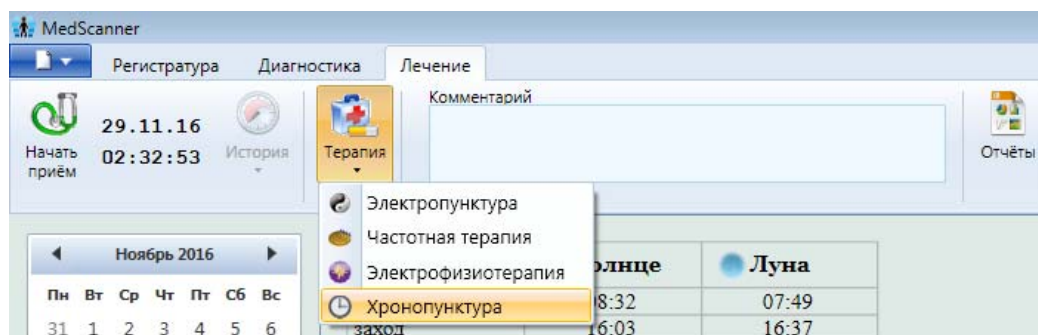 MedScanner
Регистратура Диагностика Лечение
Комментарий
29.11.16
02:32:53
Начать
приём
История
Терапия
Отчёты
Электропунктура
Частотная терапия
Электрофизиотерапия
Хронопунктура
Ноябрь 2016
Пн Вт Ср Чт Пт Сб Вс
31 1 2 3 4 5 6
олнце Луна
8:32 07:49
заход 16:03 16:37